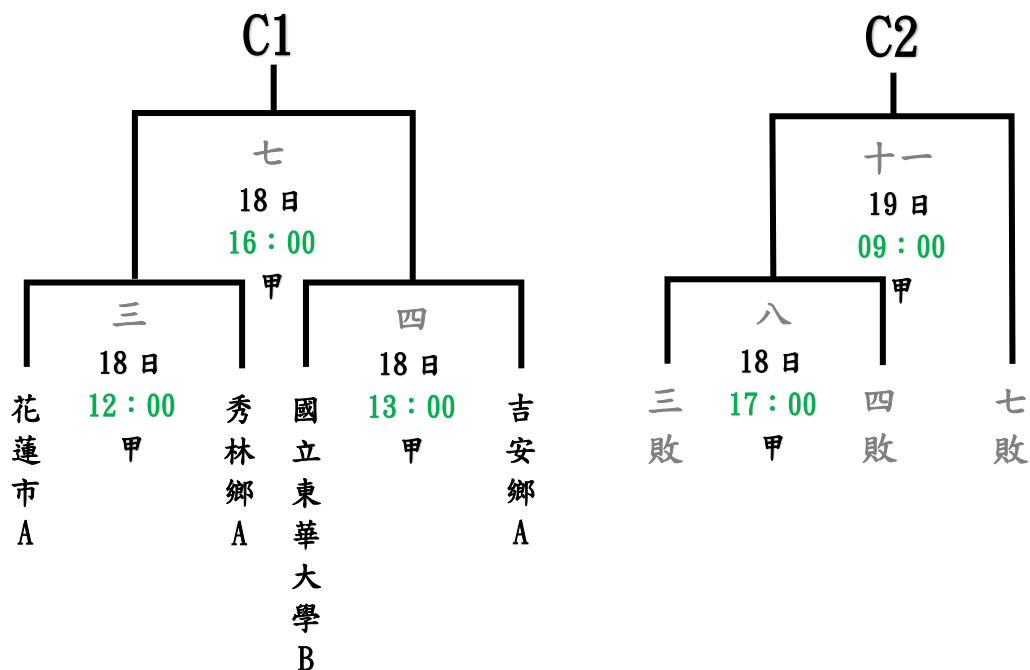 C1
七
18日
16：00
甲
三
18日
12：00
甲
四
18日
13：00
甲
花蓮市A
秀林鄉A
國立東華大學B
吉安鄉A
C2
十一
19日
09：00
甲
八
18日
17：00
甲
三敗
四敗
七敗